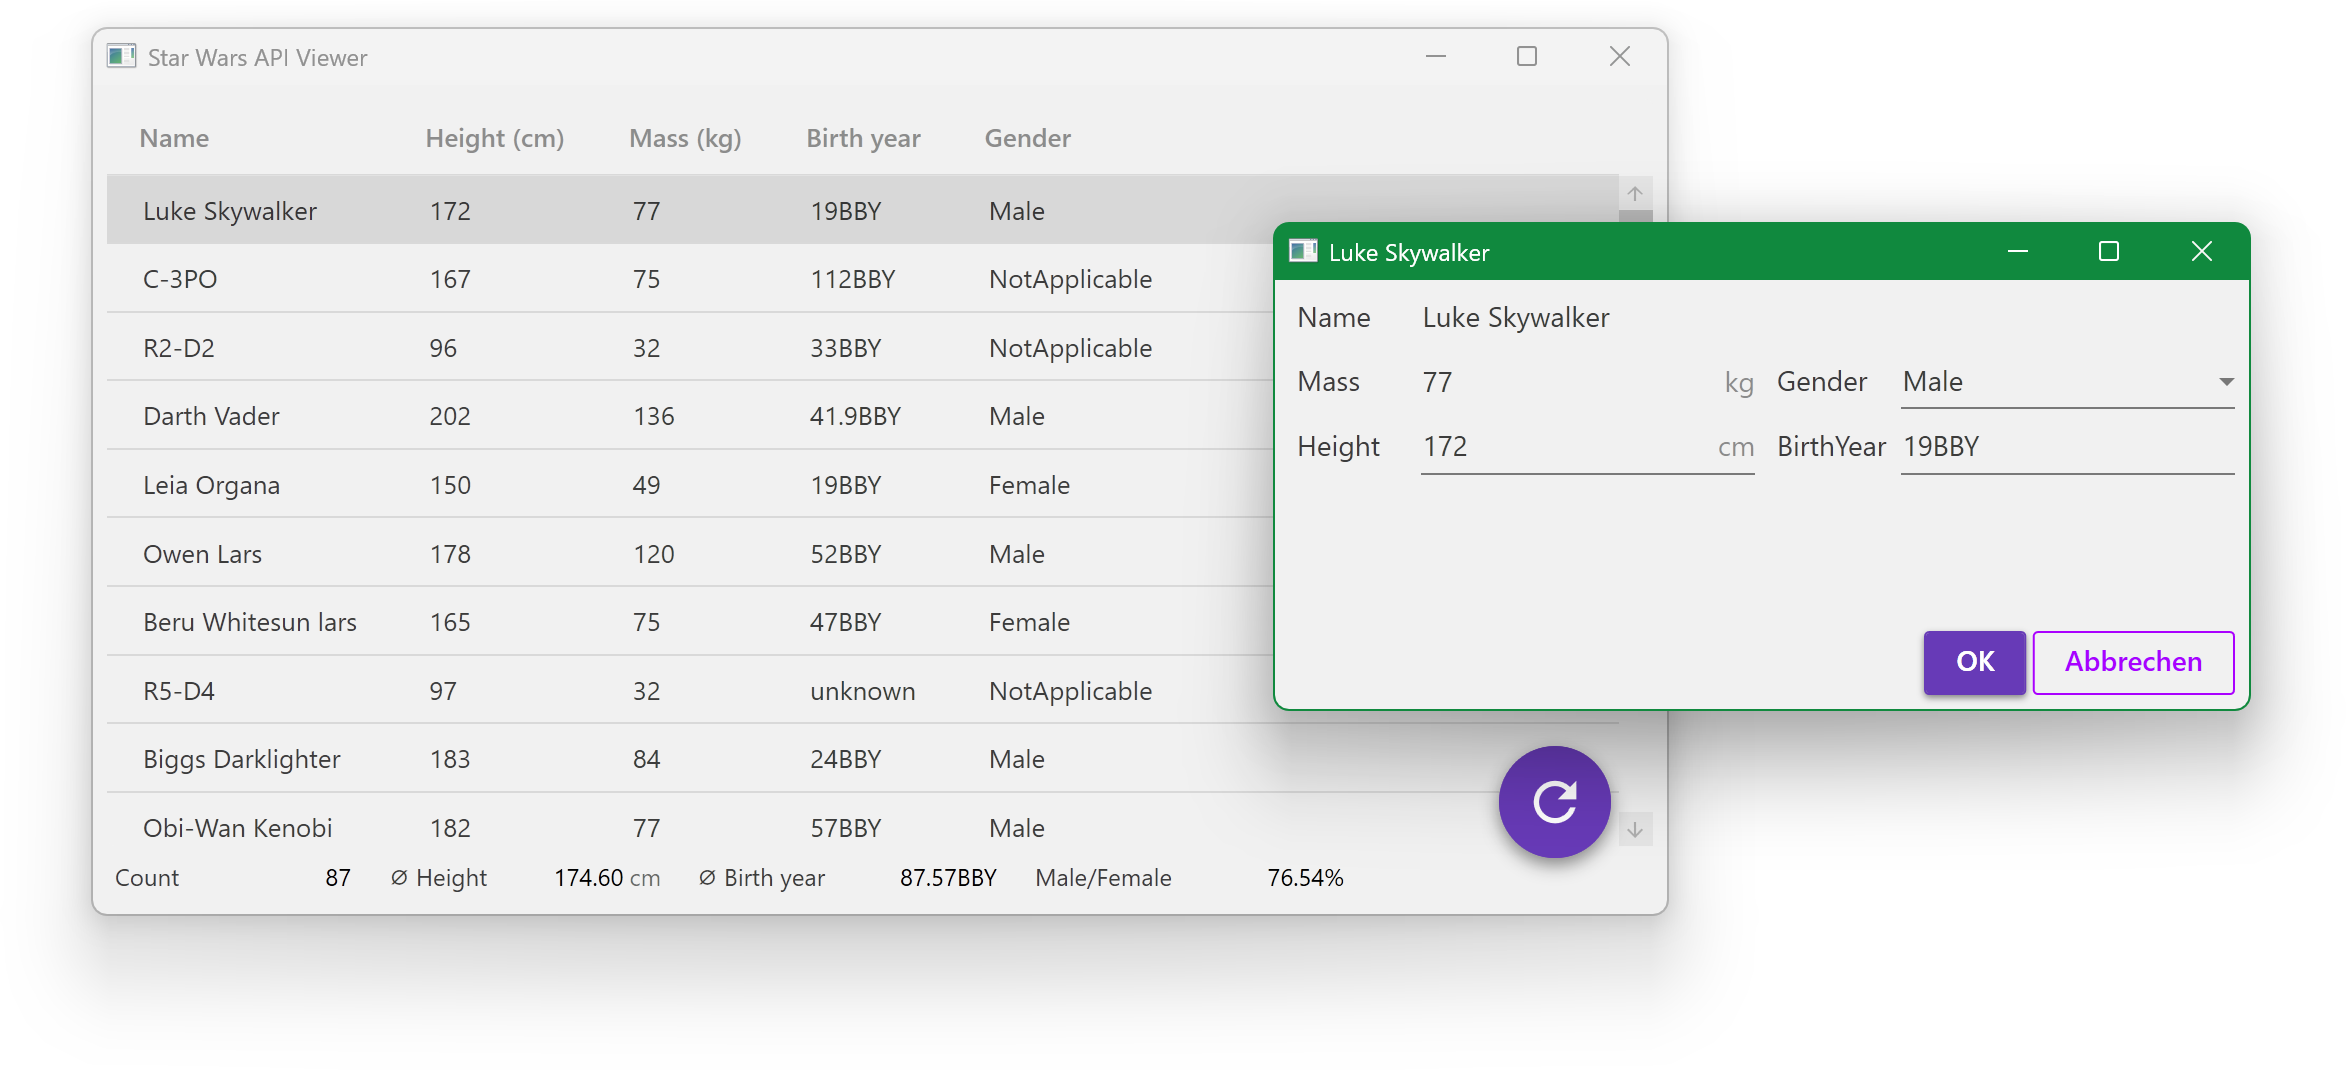 Star Wars API Viewer
Name Height (cm) Mass (kg) Birth year Gender
Luke Skywalker 172 77 19BBY Male
C-3PO 167 75 112BBY NotApplicable
R2-D2 96 32 33BBY NotApplicable
Darth Vader 202 136 41.9BBY Male
Leia Organa 150 49 19BBY Female
Owen Lars 178 120 52BBY Male
Beru Whitesun lars 165 75 47BBY Female
R5-D4 97 32 unknown NotApplicable
Biggs Darklighter 183 84 24BBY Male
Obi-Wan Kenobi 182 77 57BBY Male
Count 87 Ø Height 174.60 cm Ø Birth year 87.57BBY Male/Female 76.54%
Luke Skywalker
Name Luke Skywalker
Mass 77 kg Gender Male
Height 172 cm BirthYear 19BBY
OK Abbrechen